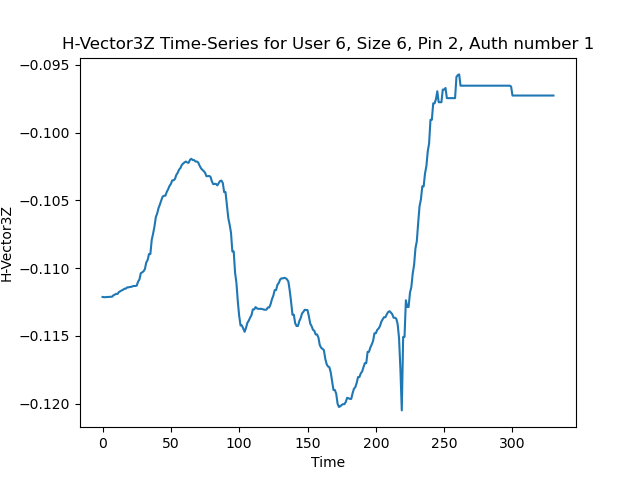 H-Vector3Z Time-Series for User 6, Size 6, Pin 2, Auth number 1
−0.095
−0.100
−0.105
−0.110
−0.115
−0.120
H-Vector3Z
0 50 100 150 200 250 300
Time